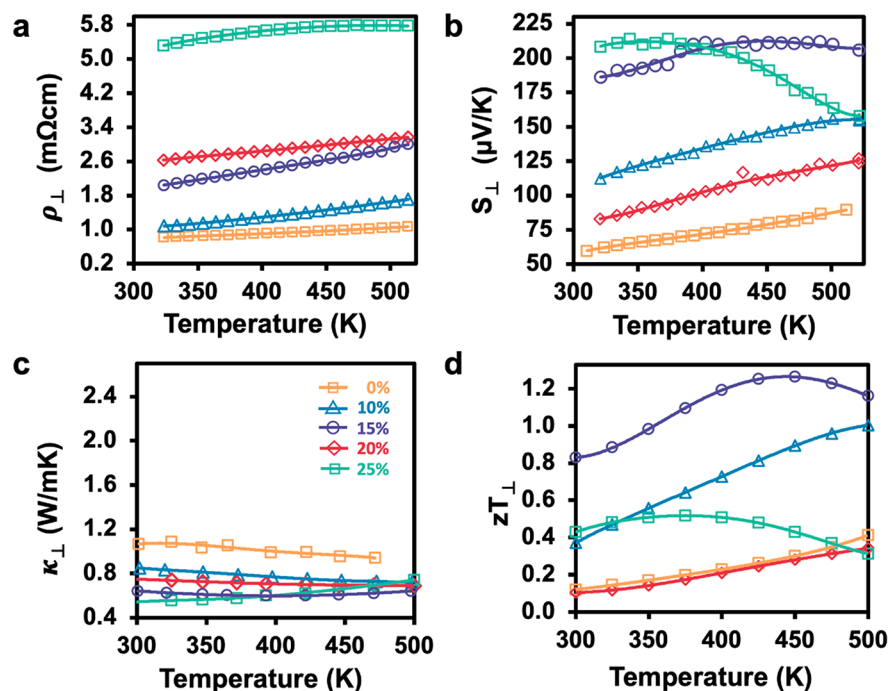 a
ρ⊥ (mΩcm)
5.8
5.0
4.2
3.4
2.6
1.8
1.0
0.2
300 350 400 450 500
Temperature (K)
b
S⊥ (µV/K)
225
200
175
150
125
100
75
50
300 350 400 450 500
Temperature (K)
c
κ⊥ (W/mK)
2.4
1.8
1.2
0.8
0.4
0%
10%
15%
20%
25%
300 350 400 450 500
Temperature (K)
d
zT⊥
1.2
1.0
0.8
0.6
0.4
0.2
0.0
300 350 400 450 500
Temperature (K)